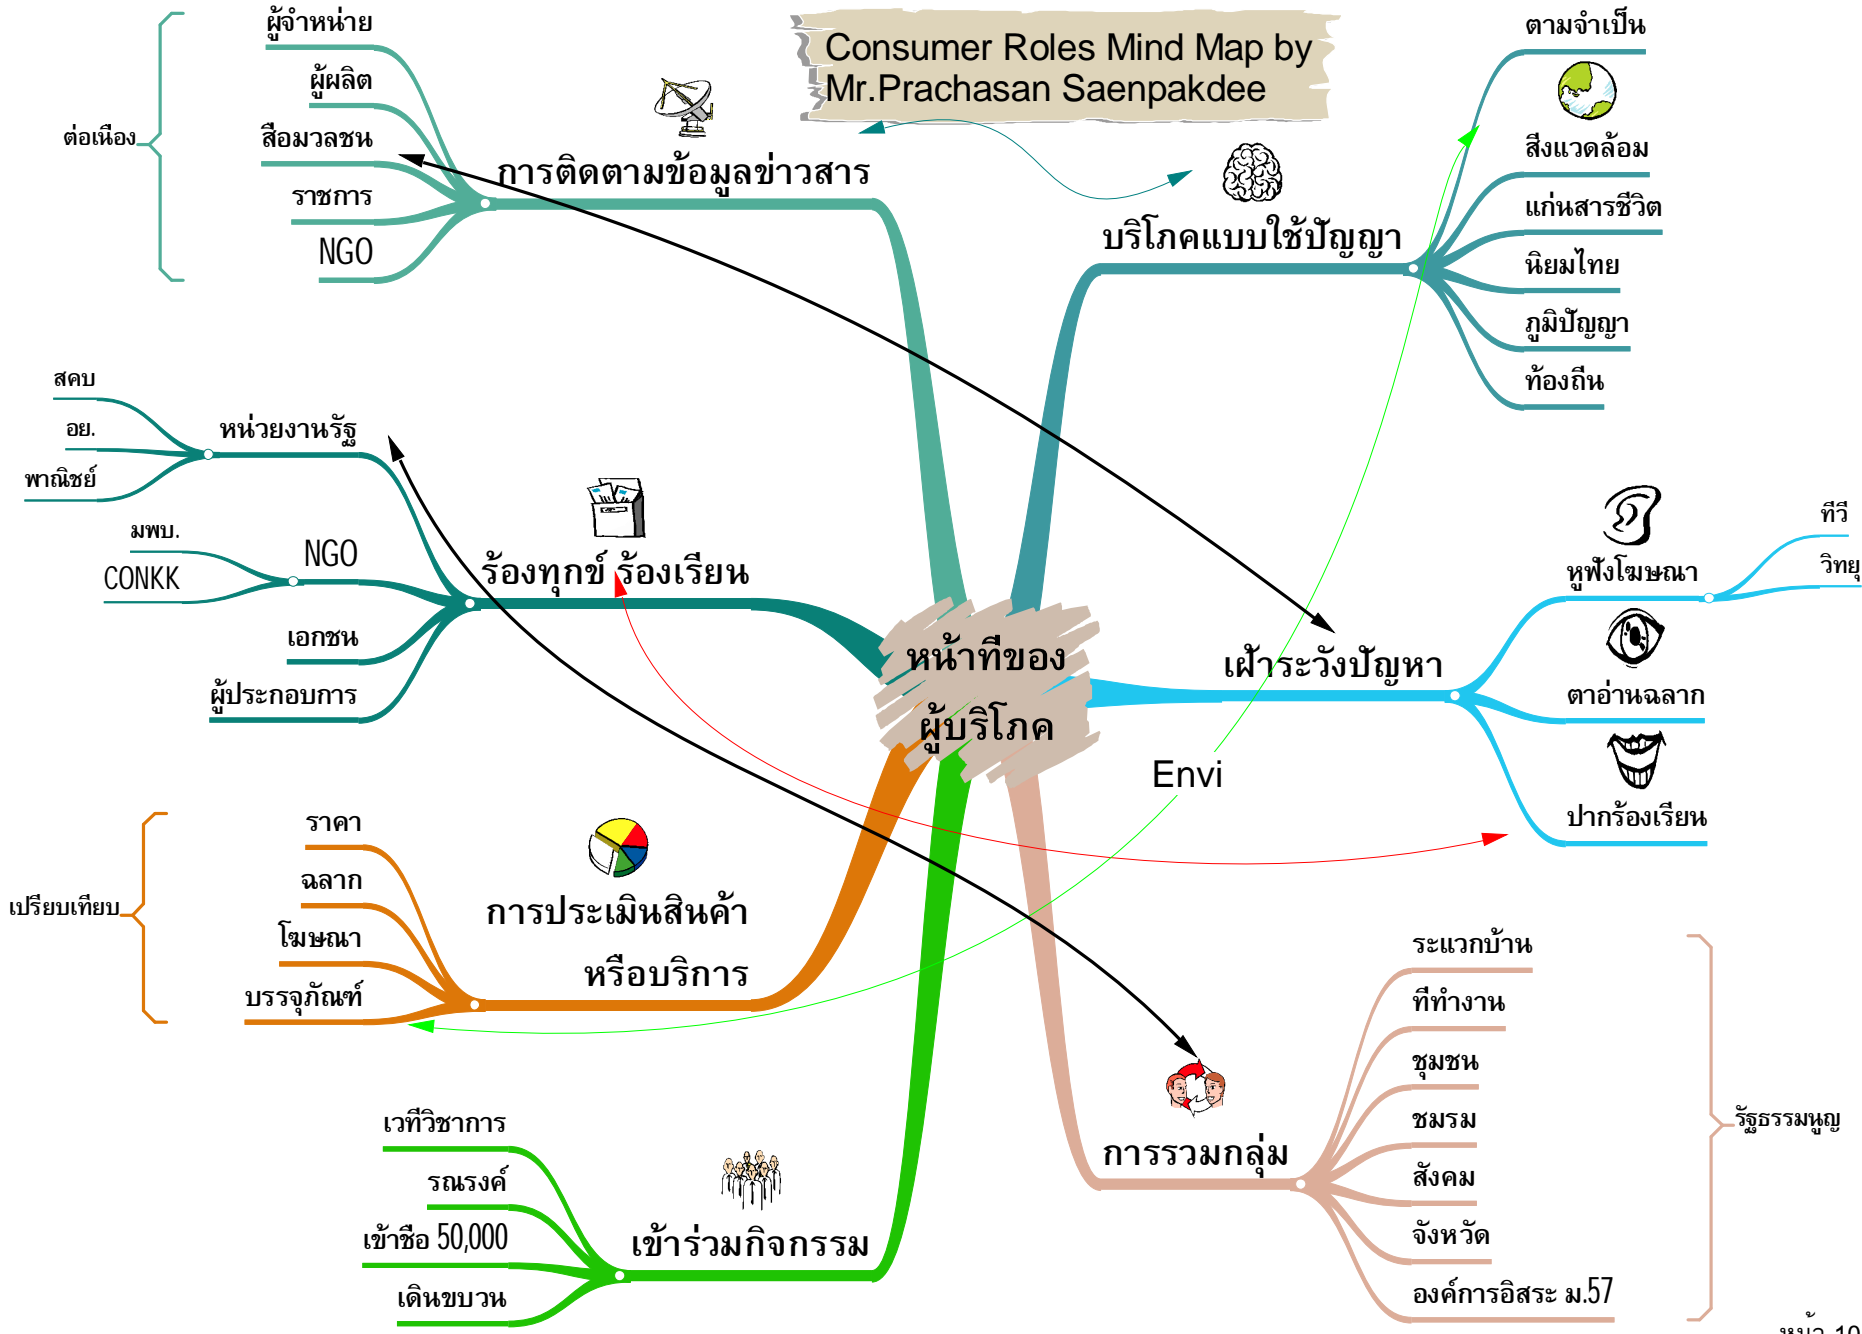 Consumer Roles Mind Map by
Mr.Prachasan Saenpakdee
หน้าที่ของ
ผู้บริโภค
บริโภคแบบใช้ปัญญา
ตามจำเป็น
สิ่งแวดล้อม
แก่นสารชีวิต
นิยมไทย
ภูมิปัญญา
ท้องถิ่น
เฝ้าระวังปัญหา
หูฟังโฆษณา
ทีวี
วิทยุ
ตาอ่านฉลาก
ปากร้องเรียน
Envi
การรวมกลุ่ม
ระแวกบ้าน
ที่ทำงาน
ชุมชน
ชมรม
สังคม
จังหวัด
องค์การอิสระ ม.57
รัฐธรรมนูญ
เข้าร่วมกิจกรรม
เวทีวิชาการ
รณรงค์
เข้าชื่อ 50,000
เดินขบวน
การประเมินสินค้า
หรือบริการ
ราคา
ฉลาก
โฆษณา
บรรจุภัณฑ์
เปรียบเทียบ
ร้องทุกข์ ร้องเรียน
หน่วยงานรัฐ
สคบ
อย.
พาณิชย์
NGO
มพบ.
CONKK
เอกชน
ผู้ประกอบการ
การติดตามข้อมูลข่าวสาร
ผู้จำหน่าย
ผู้ผลิต
สื่อมวลชน
ราชการ
NGO
ต่อเนื่อง
หน้า 10